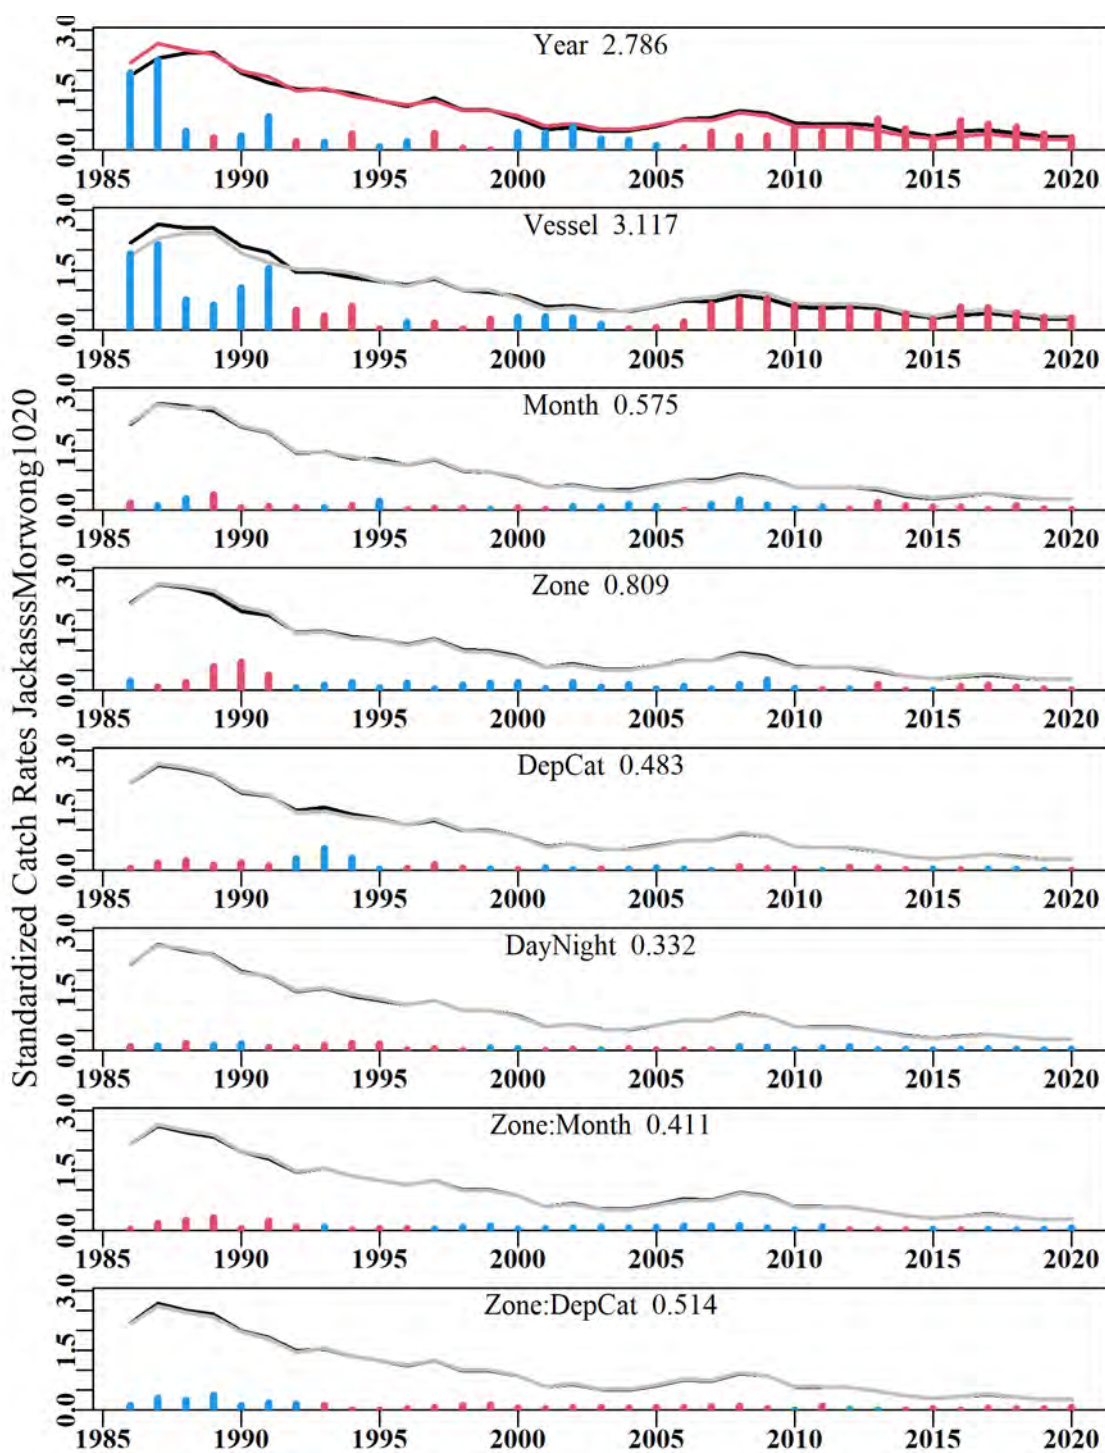 Standardized Catch Rates JackasssMorwong1020
Year 2.786
0.0 1.5 3.0
1985 1990 1995 2000 2005 2010 2015 2020
Vessel 3.117
0.0 1.5 3.0
1985 1990 1995 2000 2005 2010 2015 2020
Month 0.575
0.0 1.5 3.0
1985 1990 1995 2000 2005 2010 2015 2020
Zone 0.809
0.0 1.5 3.0
1985 1990 1995 2000 2005 2010 2015 2020
DepCat 0.483
0.0 1.5 3.0
1985 1990 1995 2000 2005 2010 2015 2020
DayNight 0.332
0.0 1.5 3.0
1985 1990 1995 2000 2005 2010 2015 2020
Zone:Month 0.411
0.0 1.5 3.0
1985 1990 1995 2000 2005 2010 2015 2020
Zone:DepCat 0.514
0.0 1.5 3.0
1985 1990 1995 2000 2005 2010 2015 2020